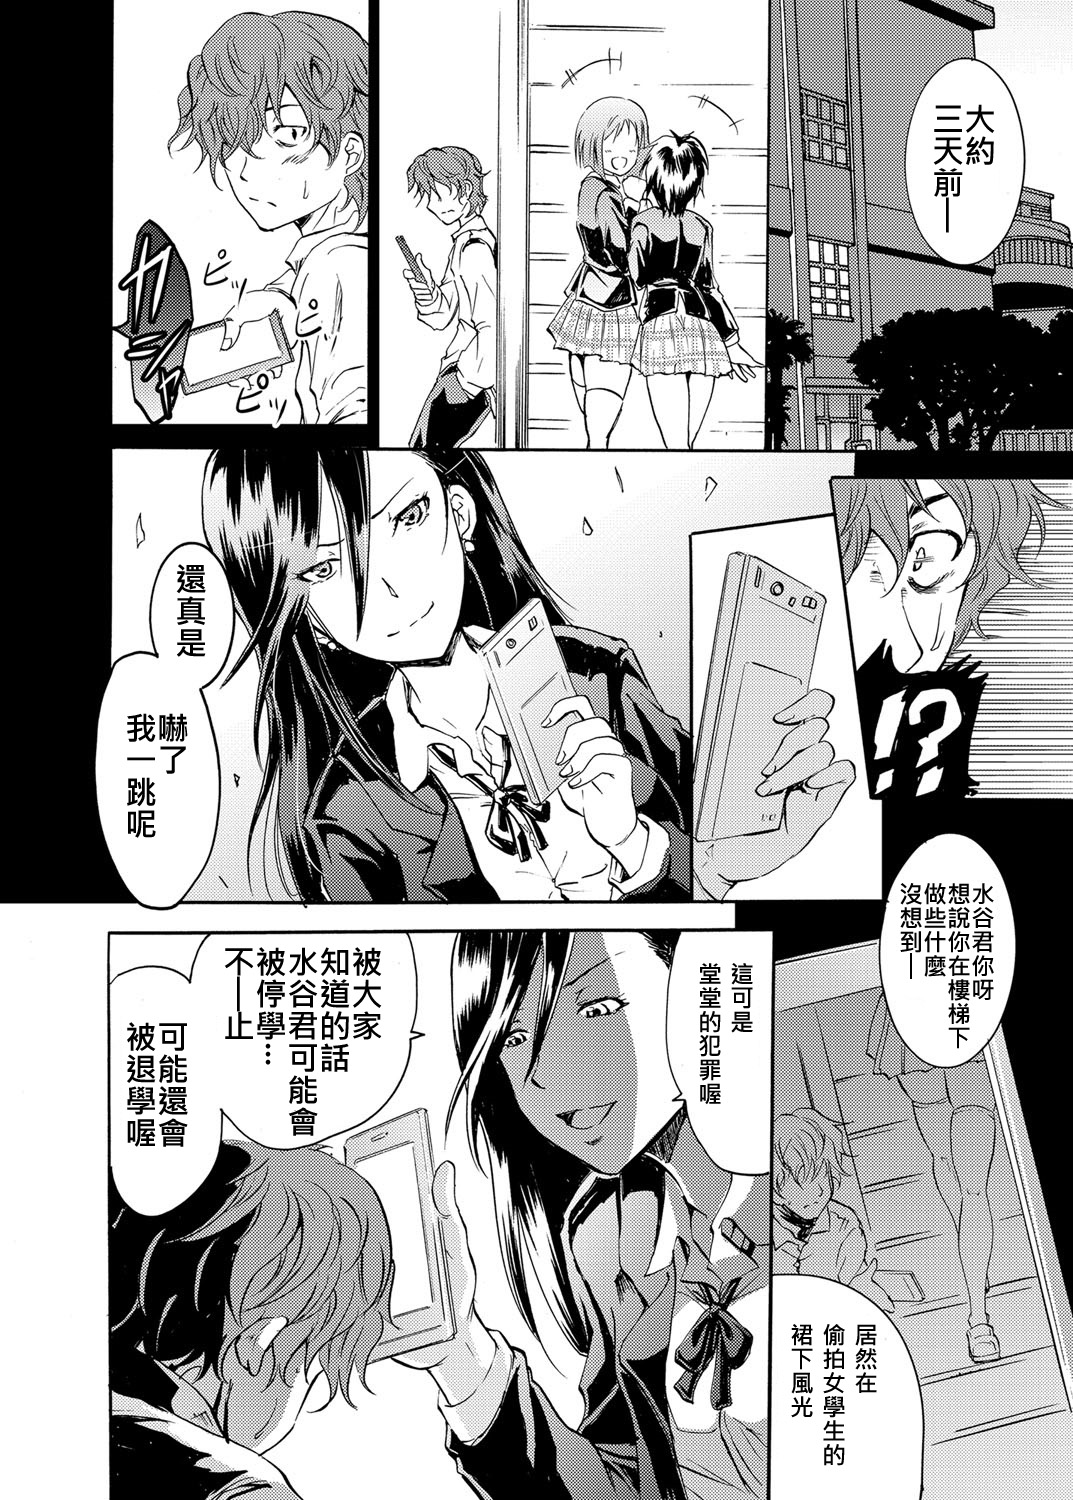 大約
三天前—
ピッ
ピッ
カシャ
!?
還真是
嚇了
我一跳呢
水谷君你呀
想說你在樓梯下
做些什麼
沒想到—
居然在
偷拍女學生的
裙下風光
這可是
堂堂的犯罪喔
被大家
知道的話
水谷君可能會
被停學…
不—止
可能還會
被退學喔